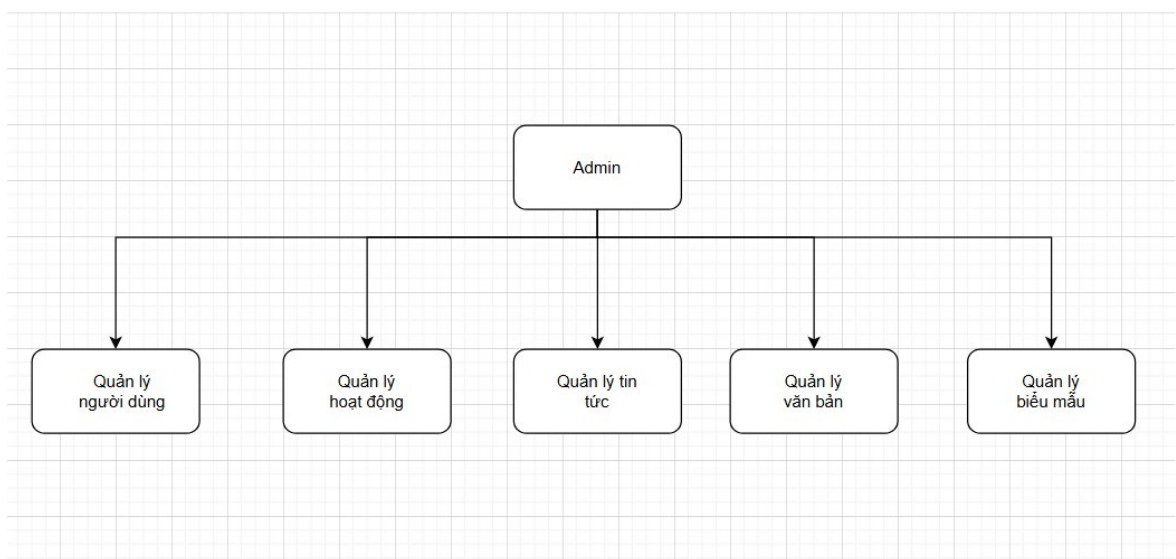 Admin
Quản lý
người dùng
Quản lý
hoạt động
Quản lý tin
tức
Quản lý
văn bản
Quản lý
biểu mẫu